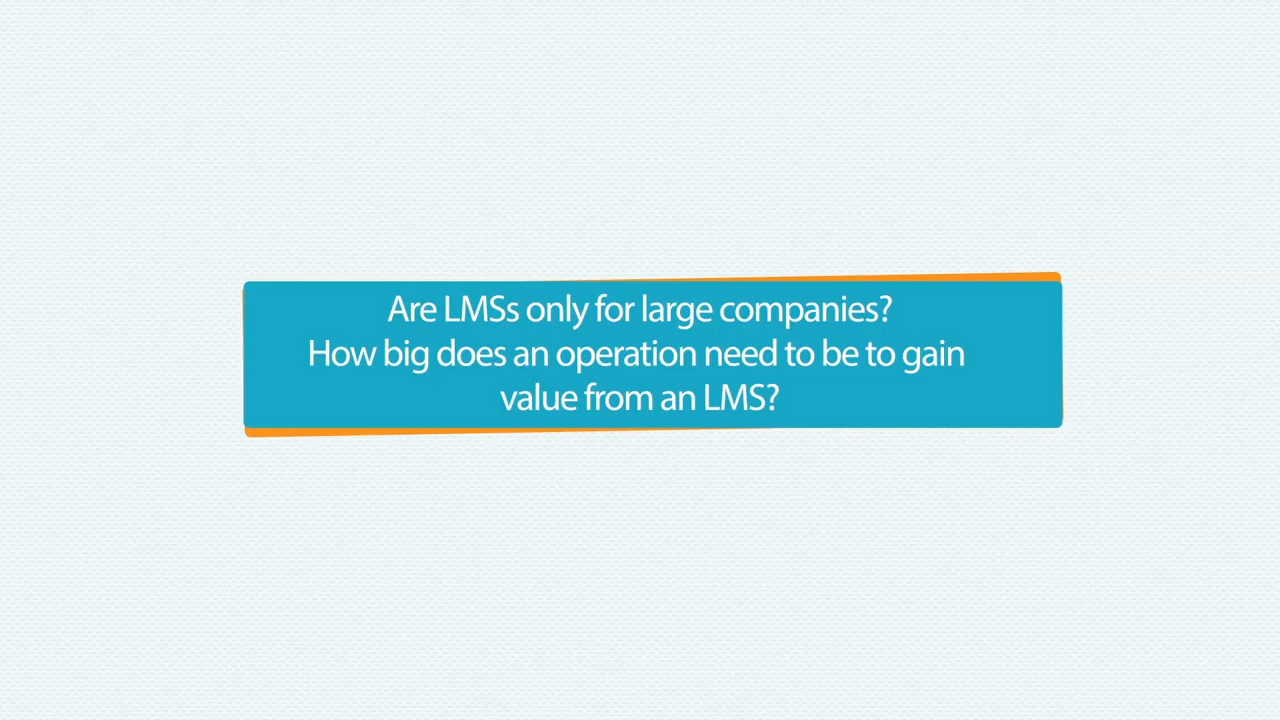 Are LMSs only for large companies?
How big does an operation need to be to gain
value from an LMS?